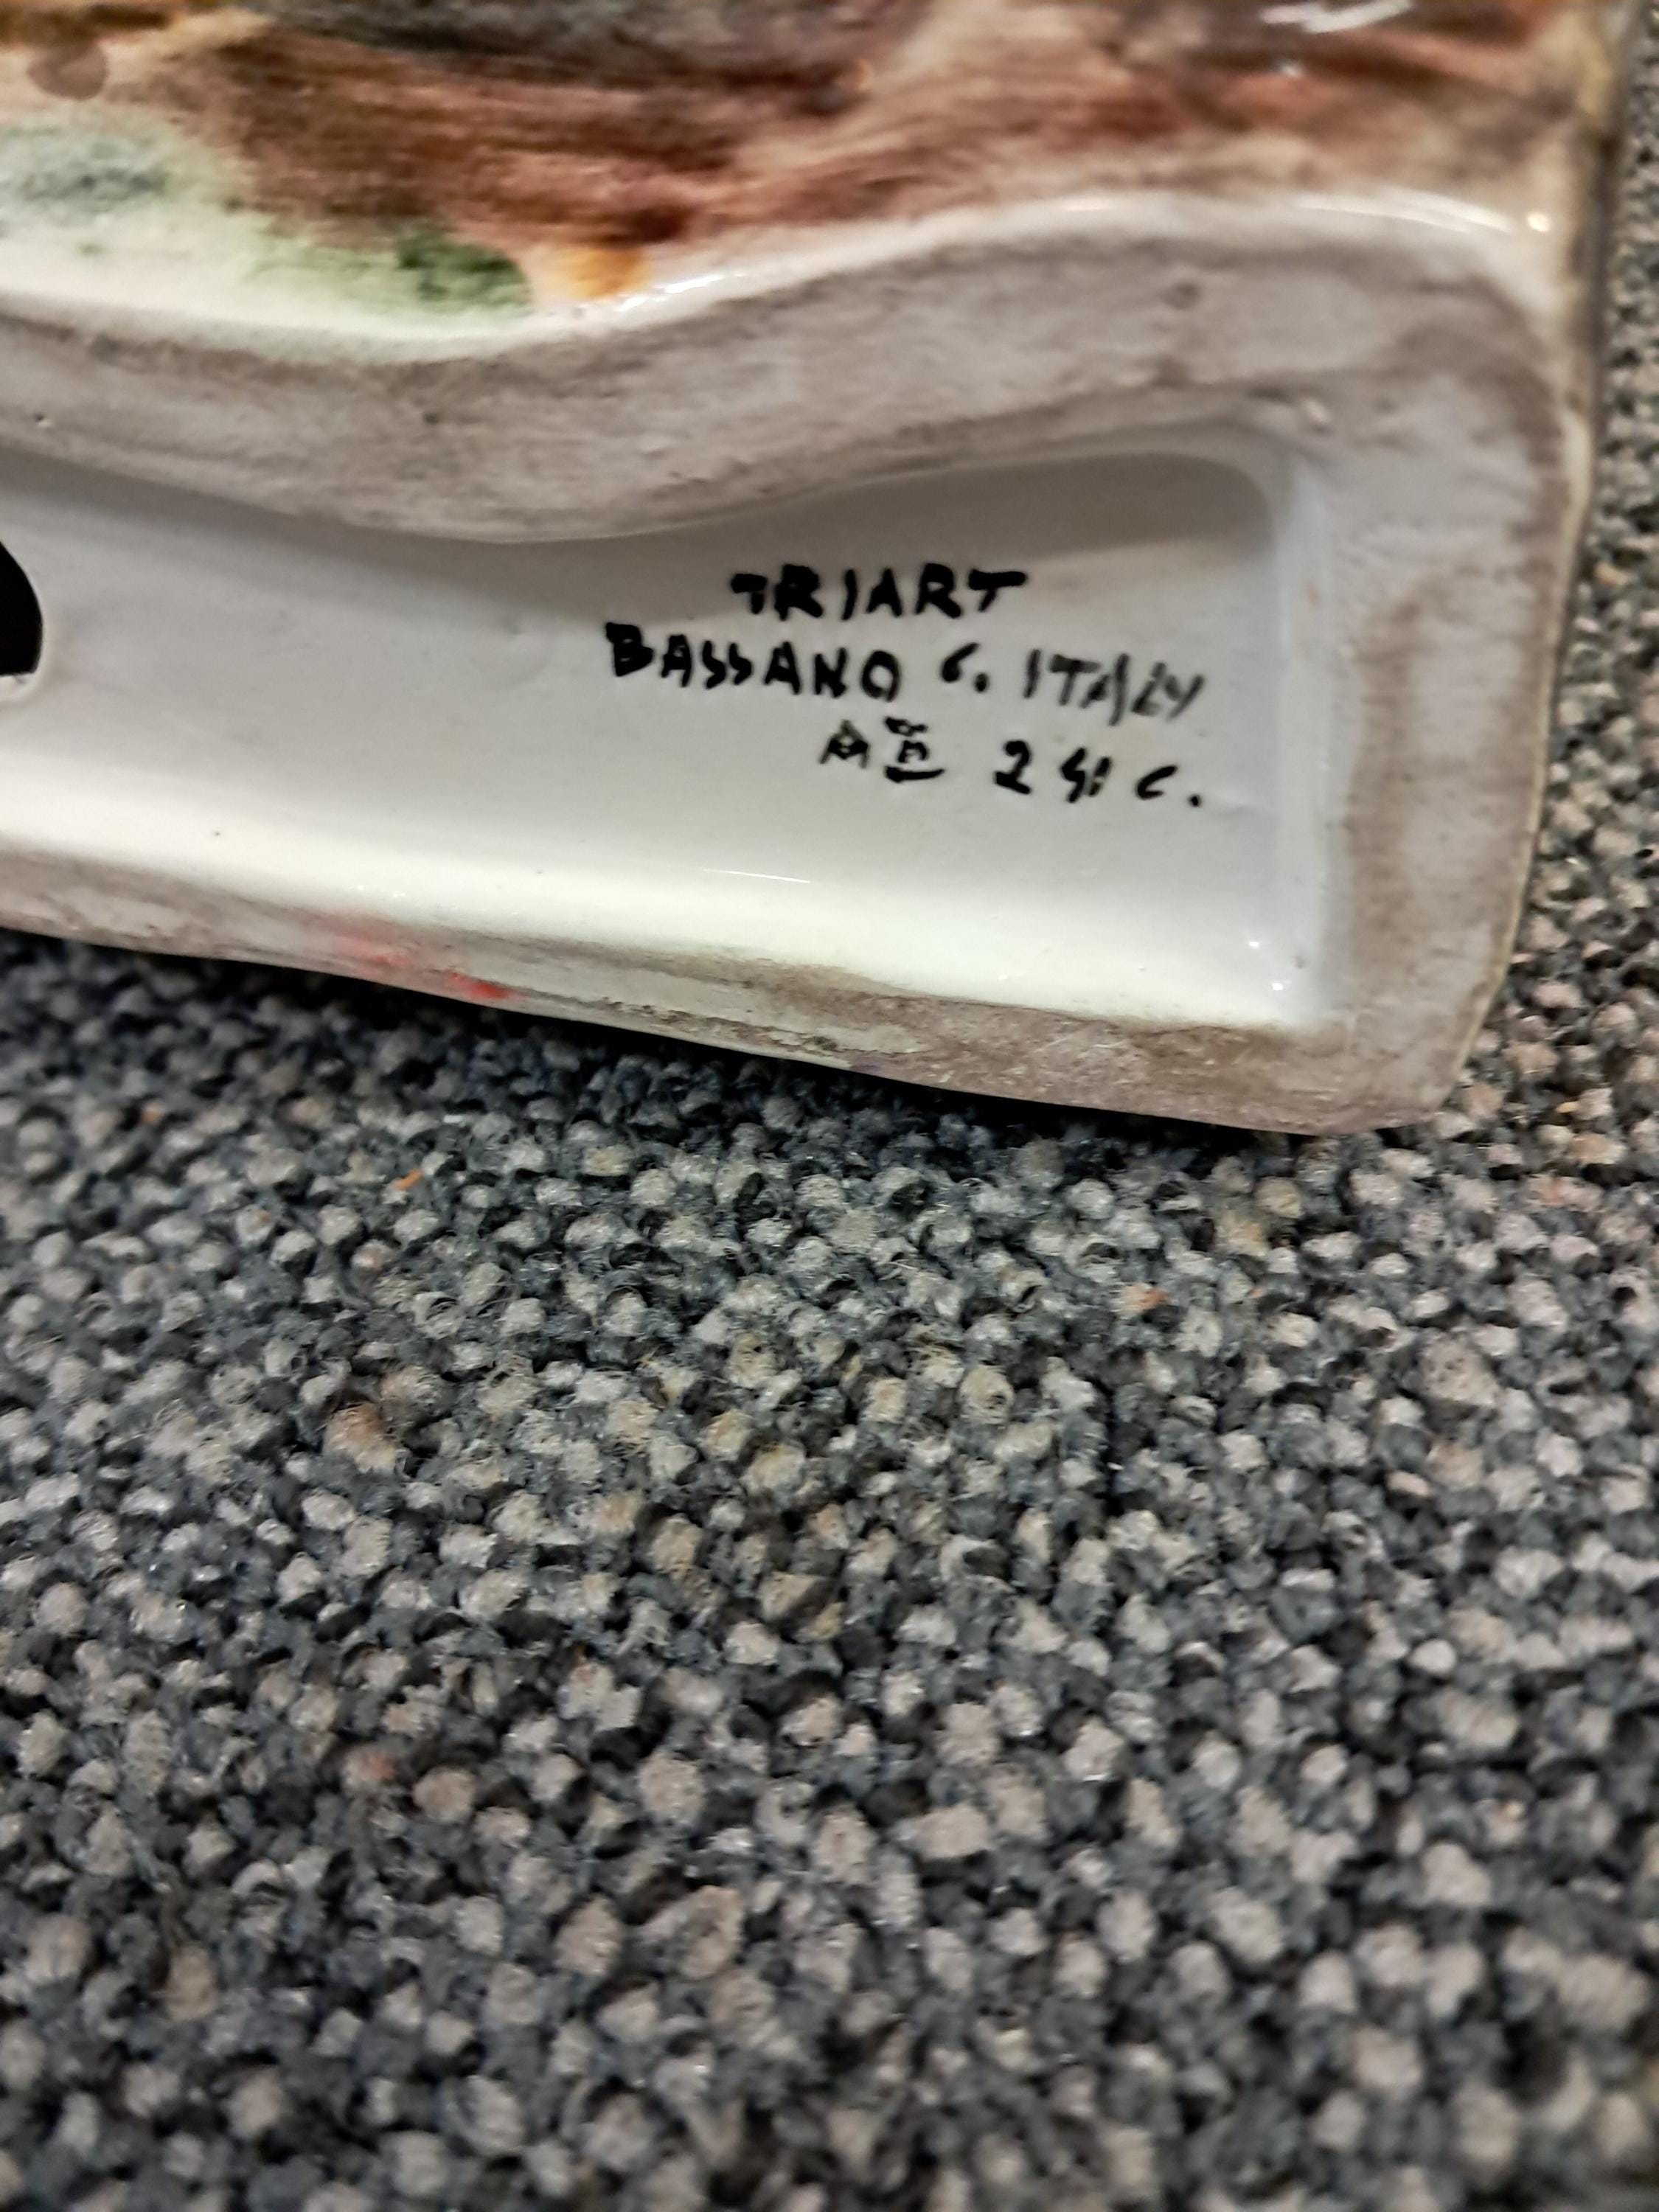 TRIART
BASSANO G. ITALY
241 C.